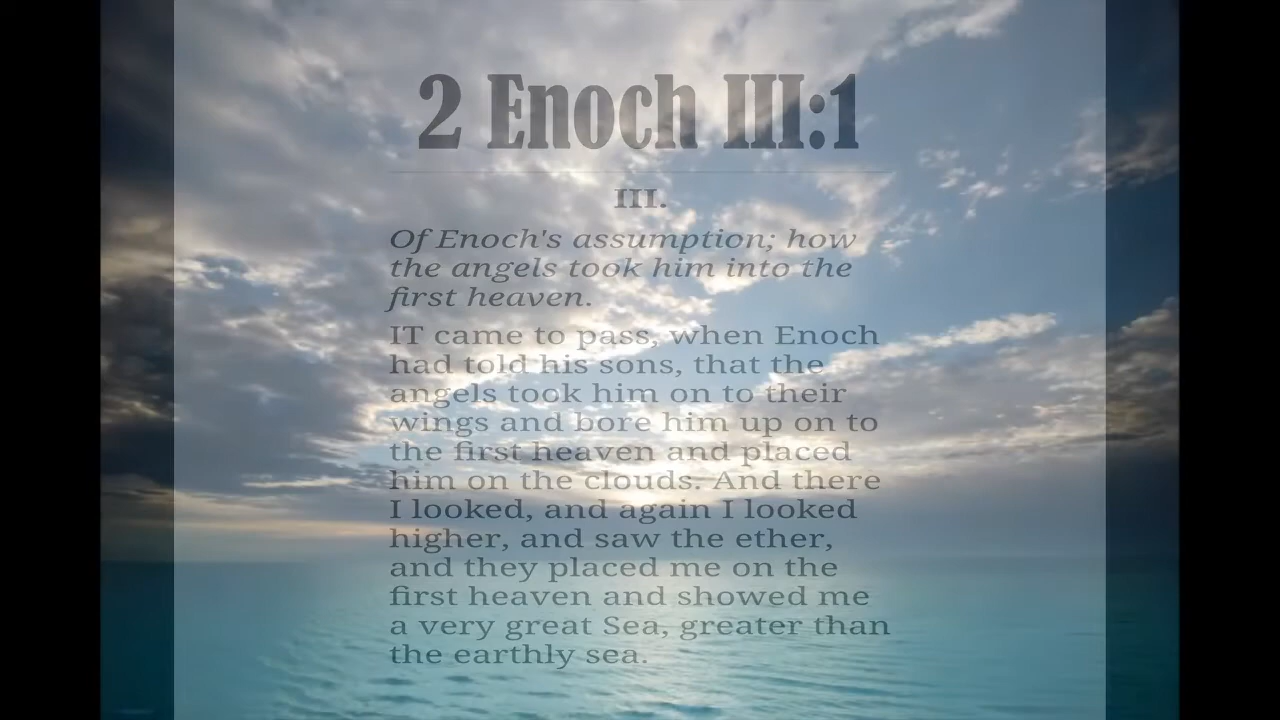 2 Enoch III:1
III.
Of Enoch's assumption; how
the angels took him into the
first heaven.
IT came to pass, when Enoch
had told his sons, that the
angels took him on to their
wings and bore him up on to
the first heaven and placed
him on the clouds. And there
I looked, and again I looked
higher, and saw the ether,
and they placed me on the
first heaven and showed me
a very great Sea, greater than
the earthly sea.